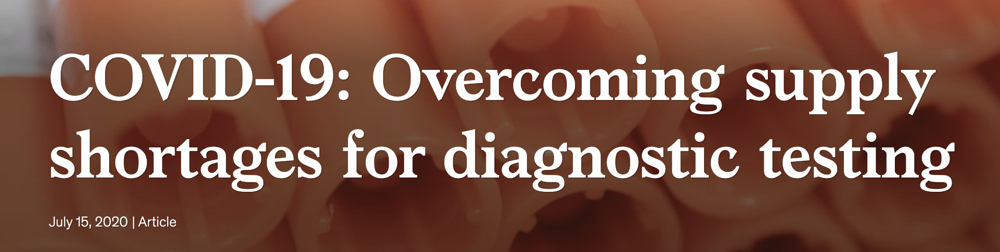 COVID-19: Overcoming supply
shortages for diagnostic testing
July 15, 2020 | Article